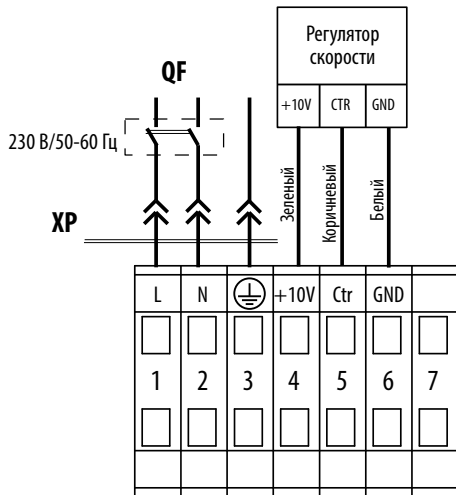 Регулятор
скорости
QF
+10V CTR GND
230 В/50-60 Гц
Зеленый
Коричневый
Белый
XP
L N +10V Ctr GND
1 2 3 4 5 6 7